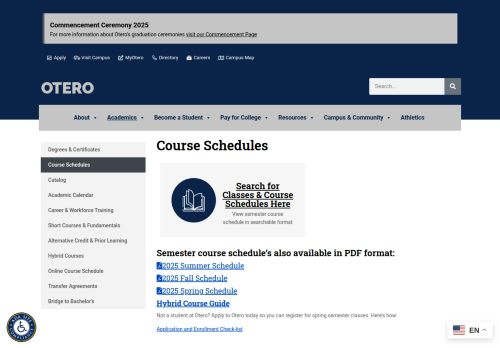 Commencement Ceremony 2025
For more information about Otero's graduation ceremonies visit our Commencement Page
Apply Visit Campus MyOtero Directory Careers Campus Map
OTERO
Search...
About Academics Become a Student Pay for College Resources Campus & Community Athletics
Degrees & Certificates
Course Schedules
Catalog
Academic Calendar
Career & Workforce Training
Short Courses & Fundamentals
Alternative Credit & Prior Learning
Hybrid Courses
Online Course Schedule
Transfer Agreements
Bridge to Bachelor's
Course Schedules
Search for
Classes & Course
Schedules Here
View semester course
schedule in searchable format
Semester course schedule's also available in PDF format:
2025 Summer Schedule
2025 Fall Schedule
2025 Spring Schedule
Hybrid Course Guide
Not a student at Otero? Apply to Otero today so you can register for spring semester classes. Here's how:
Application and Enrollment Check-list
EN